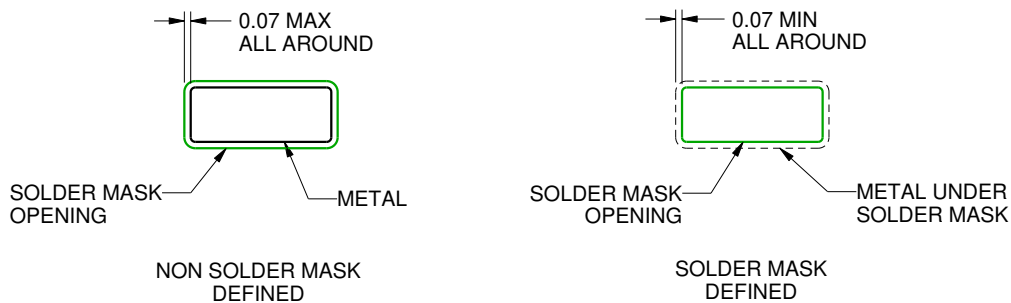 0.07 MAX
ALL AROUND
SOLDER MASK
OPENING
METAL
NON SOLDER MASK
DEFINED
0.07 MIN
ALL AROUND
SOLDER MASK
OPENING
METAL UNDER
SOLDER MASK
SOLDER MASK
DEFINED